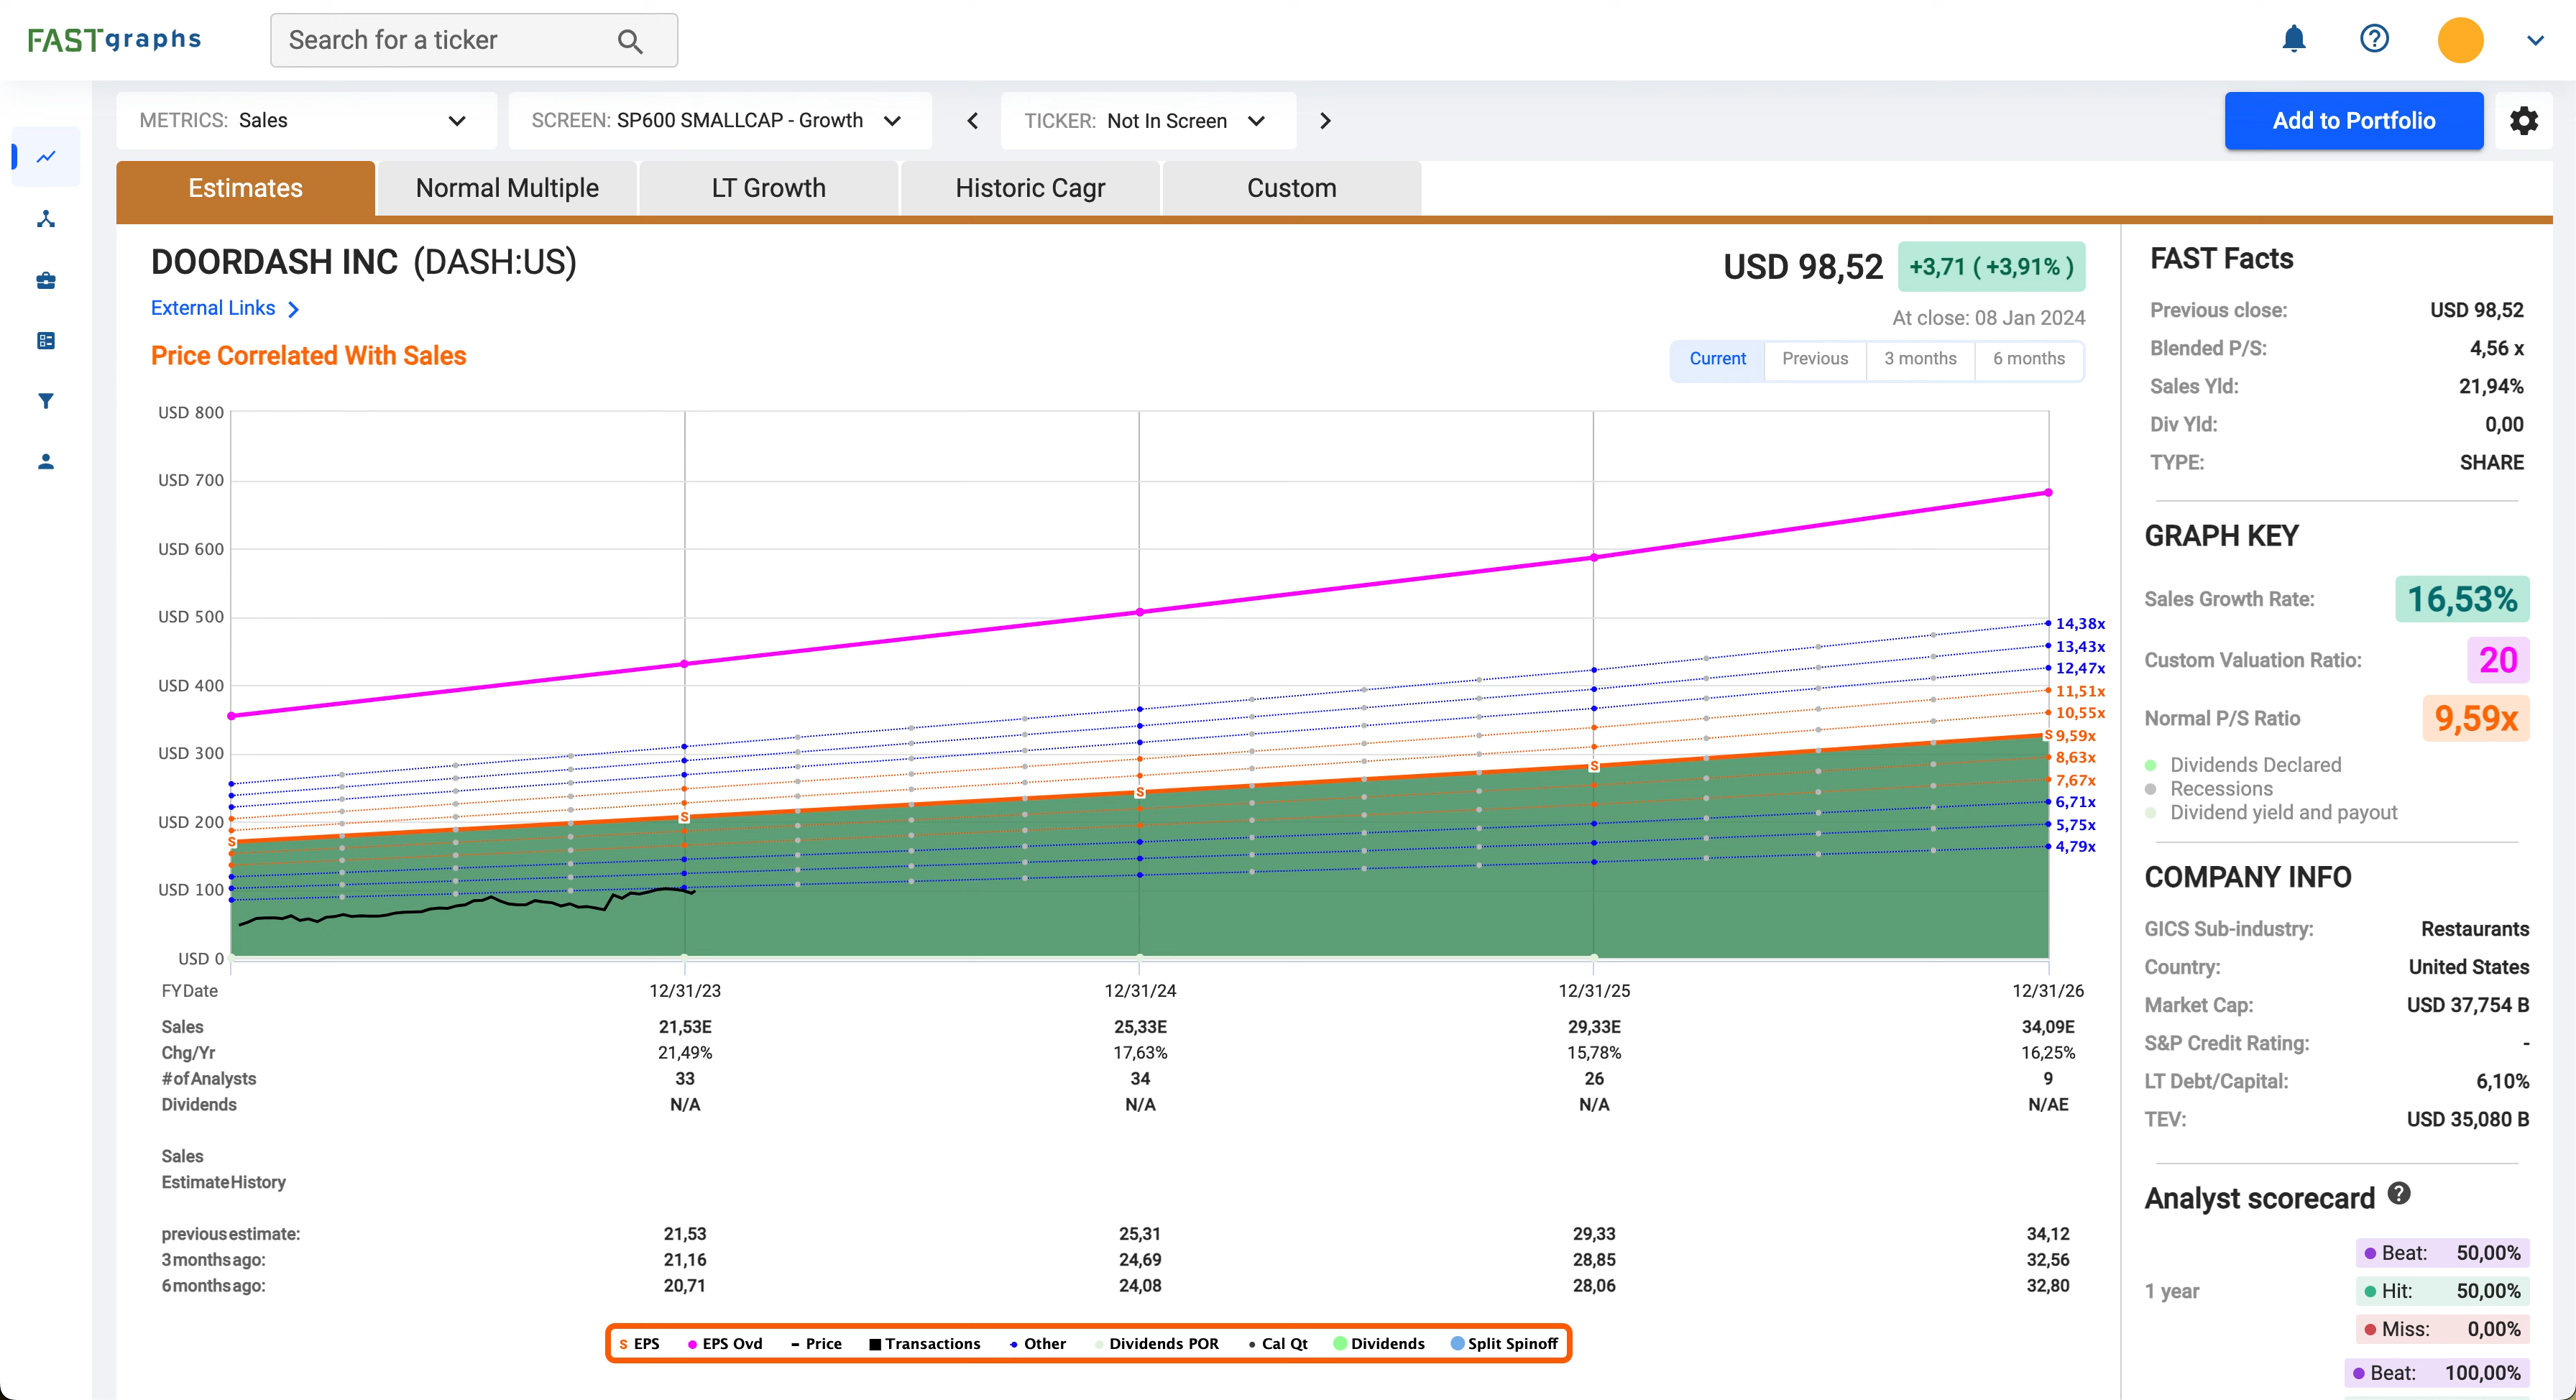 FASTgraphs
Search for a ticker
METRICS: Sales
SCREEN: SP600 SMALLCAP - Growth
TICKER: Not In Screen
Add to Portfolio
Estimates
Normal Multiple
LT Growth
Historic Cagr
Custom
DOORDASH INC (DASH:US)
USD 98,52
+3,71 ( +3,91% )
External Links
At close: 08 Jan 2024
Price Correlated With Sales
Current Previous 3 months 6 months
USD 800
USD 700
USD 600
USD 500
USD 400
USD 300
USD 200
USD 100
USD 0
14,38x
13,43x
12,47x
11,51x
10,55x
S 9,59x
8,63x
7,67x
6,71x
5,75x
4,79x
S
S
S
S
FYDate 12/31/23 12/31/24 12/31/25 12/31/26
Sales 21,53E 25,33E 29,33E 34,09E
Chg/Yr 21,49% 17,63% 15,78% 16,25%
#ofAnalysts 33 34 26 9
Dividends N/A N/A N/A N/AE
Sales
EstimateHistory
previousestimate: 21,53 25,31 29,33 34,12
3monthsago: 21,16 24,69 28,85 32,56
6monthsago: 20,71 24,08 28,06 32,80
S EPS EPS Ovd Price Transactions Other Dividends POR Cal Qt Dividends Split Spinoff
FAST Facts
Previous close: USD 98,52
Blended P/S: 4,56 x
Sales Yld: 21,94%
Div Yld: 0,00
TYPE: SHARE
GRAPH KEY
Sales Growth Rate: 16,53%
Custom Valuation Ratio: 20
Normal P/S Ratio 9,59x
Dividends Declared
Recessions
Dividend yield and payout
COMPANY INFO
GICS Sub-industry: Restaurants
Country: United States
Market Cap: USD 37,754 B
S&P Credit Rating: -
LT Debt/Capital: 6,10%
TEV: USD 35,080 B
Analyst scorecard ?
Beat: 50,00%
1 year Hit: 50,00%
Miss: 0,00%
Beat: 100,00%